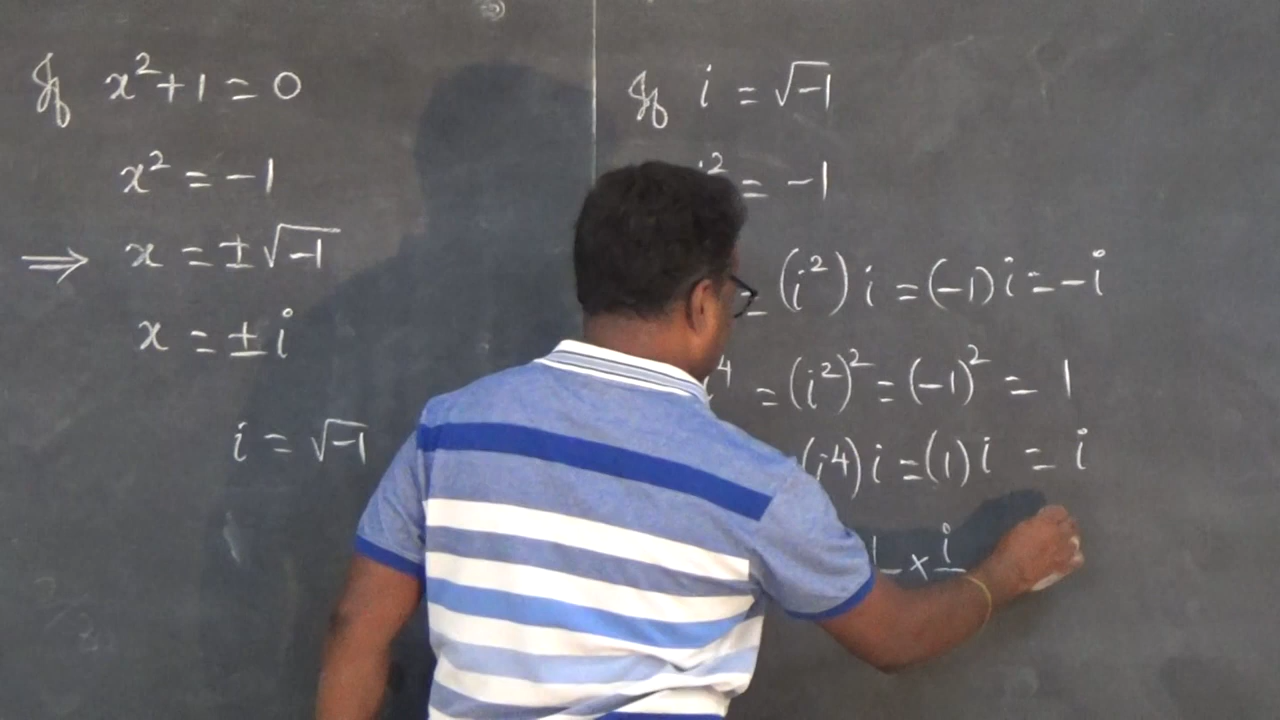 If x²+1=0
x² = -1
⇒ x = ±√-1
x = ±i
i = √-1
If i = √-1
i² = -1
= (i²)i = (-1)i = -i
4 = (i²)² = (-1)² = 1
(i4)i = (1)i = i
× i